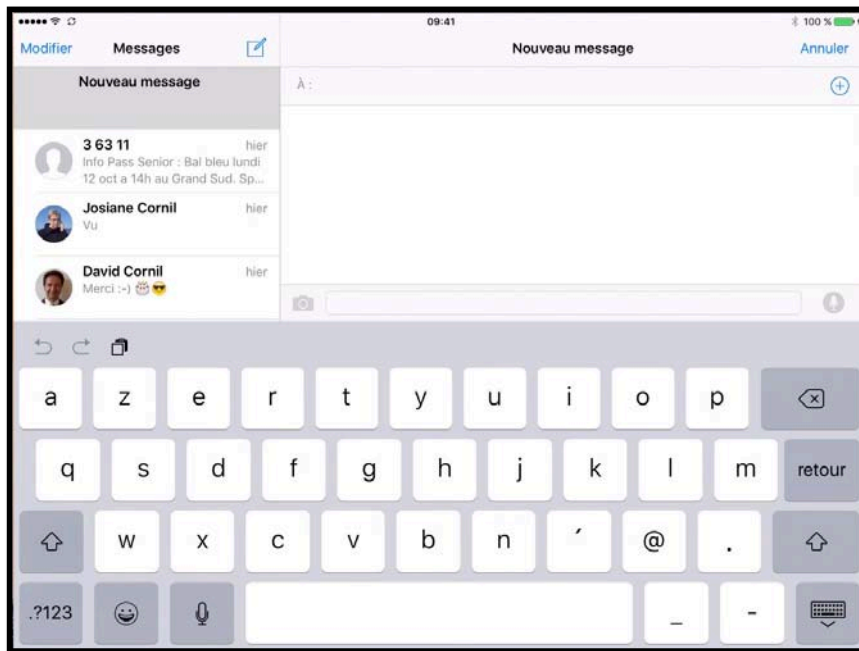 09:41
100 %
Modifier
Messages
Nouveau message
Annuler
Nouveau message
À :
3 63 11
hier
Info Pass Senior : Bal bleu lundi
12 oct a 14h au Grand Sud. Sp...
Josiane Cornil
hier
Vu
David Cornil
hier
Merci :-) 🎂😎
a z e r t y u i o p
q s d f g h j k l m retour
w x c v b n ´ @ .
.?123 _ -